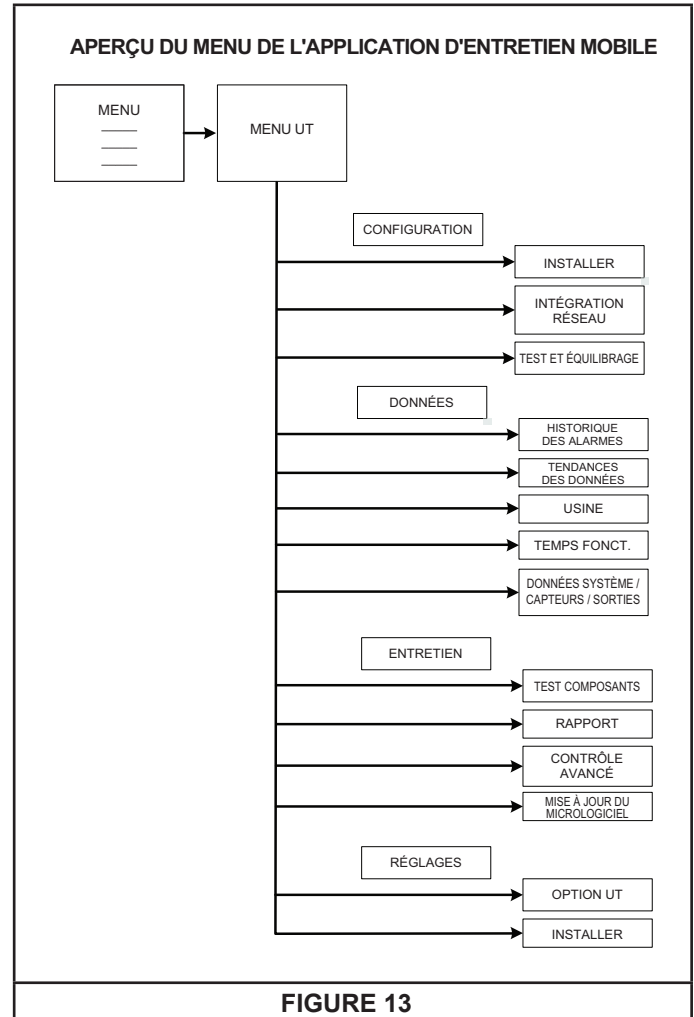 APERÇU DU MENU DE L'APPLICATION D'ENTRETIEN MOBILE
MENU
MENU UT
CONFIGURATION
INSTALLER
INTÉGRATION
RÉSEAU
TEST ET ÉQUILIBRAGE
DONNÉES
HISTORIQUE
DES ALARMES
TENDANCES
DES DONNÉES
USINE
TEMPS FONCT.
DONNÉES SYSTÈME /
CAPTEURS / SORTIES
ENTRETIEN
TEST COMPOSANTS
RAPPORT
CONTRÔLE
AVANCÉ
MISE À JOUR DU
MICROLOGICIEL
RÉGLAGES
OPTION UT
INSTALLER
FIGURE 13